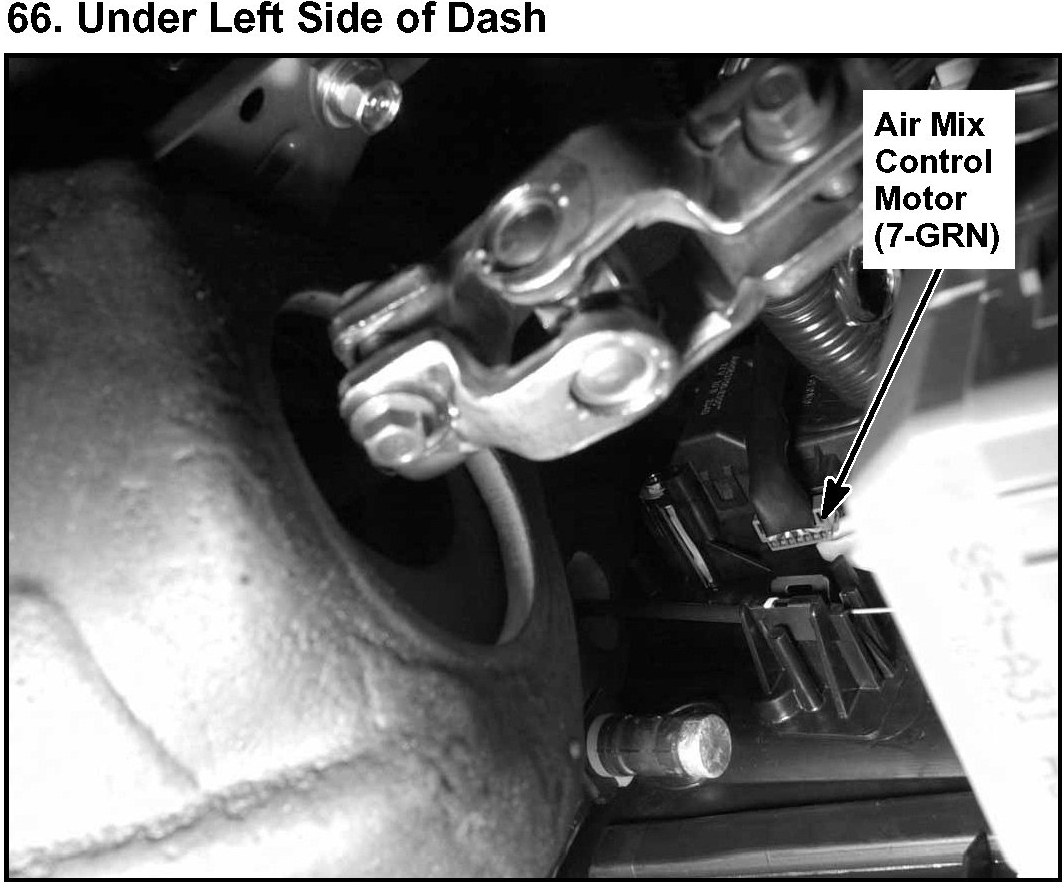 66. Under Left Side of Dash
Air Mix
Control
Motor
(7-GRN)